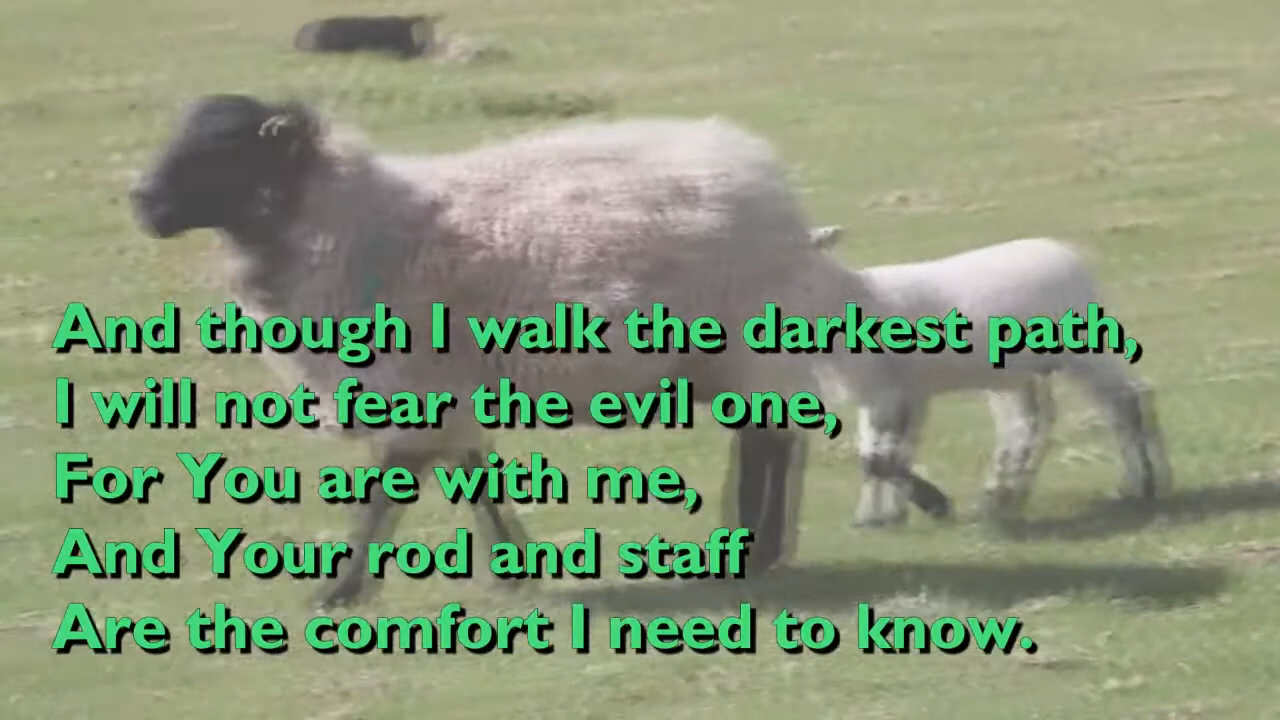 And though I walk the darkest path,
I will not fear the evil one,
For You are with me,
And Your rod and staff
Are the comfort I need to know.